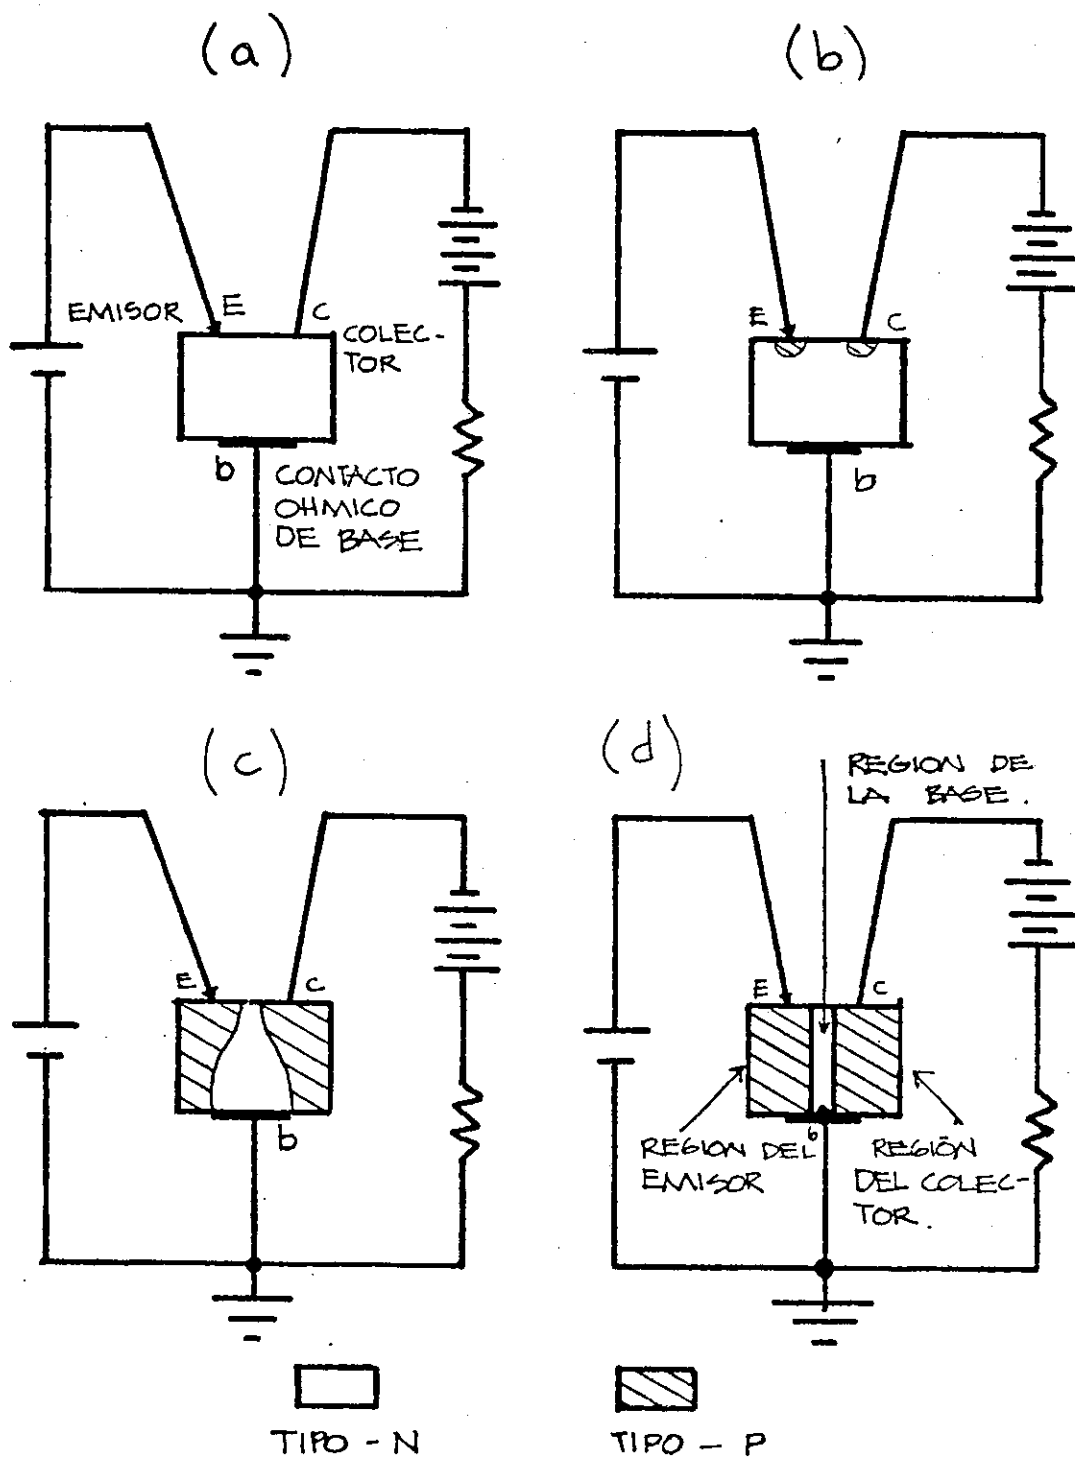 (a)
(b)
EMISOR
E
C
COLEC-
TOR
b
CONTACTO
OHMICO
DE BASE
E
C
b
(c)
(d)
REGION DE
LA BASE.
E
C
b
E
C
b
REGION DEL
EMISOR
REGIÓN
DEL COLEC-
TOR.
TIPO - N
TIPO - P